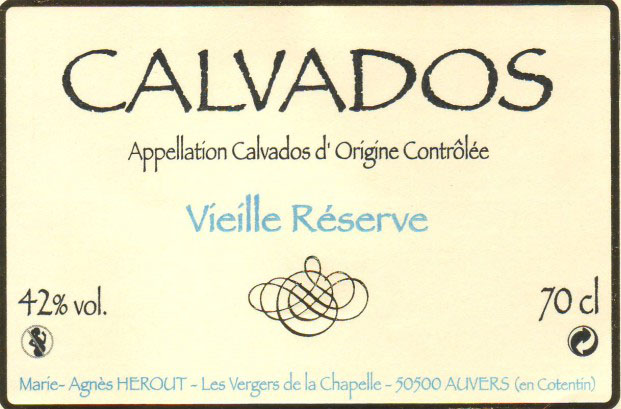 CALVADOS
Appellation Calvados d' Origine Contrôlée
Vieille Réserve
42% vol.
70 cl
Marie- Agnès HEROUT - Les Vergers de la Chapelle - 50500 AUVERS (en Cotentin)